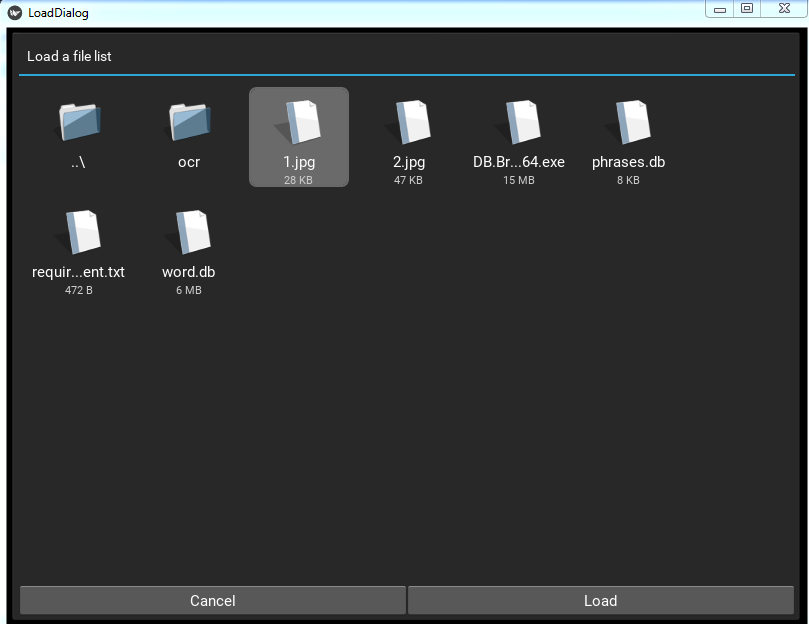 LoadDialog
Load a file list
..\
ocr
1.jpg
28 KB
2.jpg
47 KB
DB.Br...64.exe
15 MB
phrases.db
8 KB
requir...ent.txt
472 B
word.db
6 MB
Cancel
Load